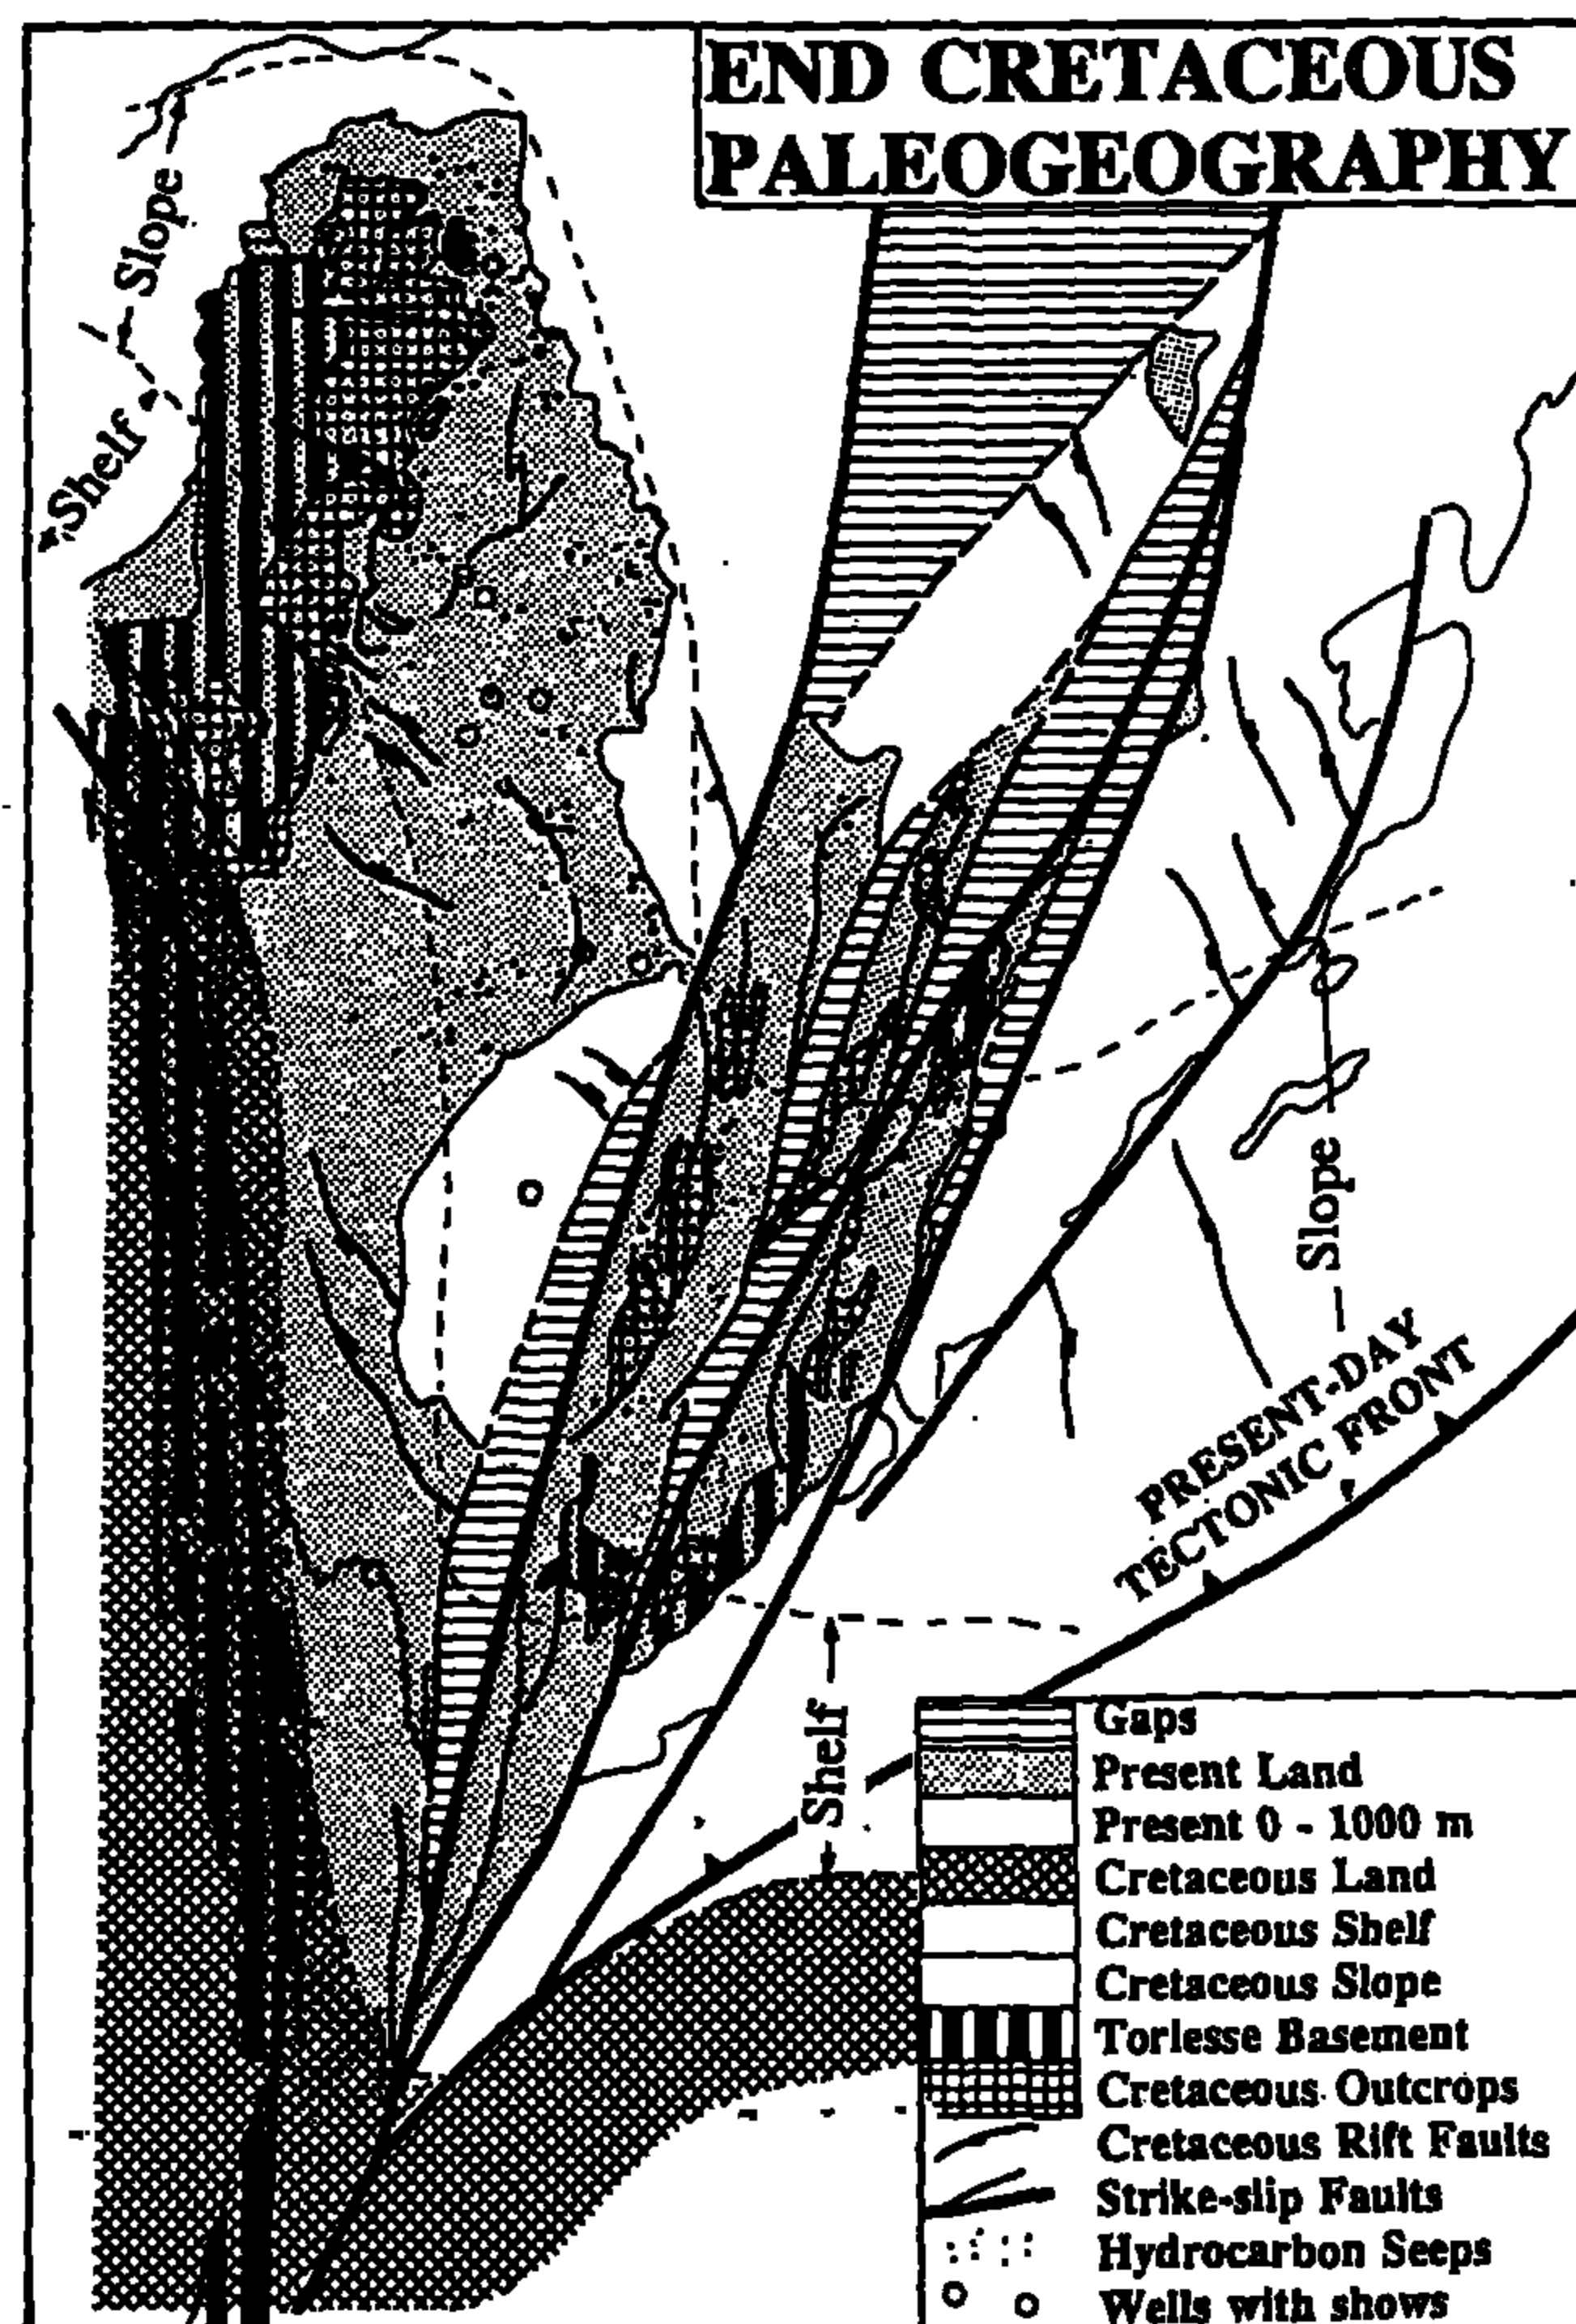 END CRETACEOUS
PALEOGEOGRAPHY
Slope
Shelf
Slope
PRESENT-DAY
TECTONIC FRONT
Shelf
Gaps
Present Land
Present 0 - 1000 m
Cretaceous Land
Cretaceous Shelf
Cretaceous Slope
Torlesse Basement
Cretaceous Outcrops
Cretaceous Rift Faults
Strike-slip Faults
Hydrocarbon Seeps
Wells with shows